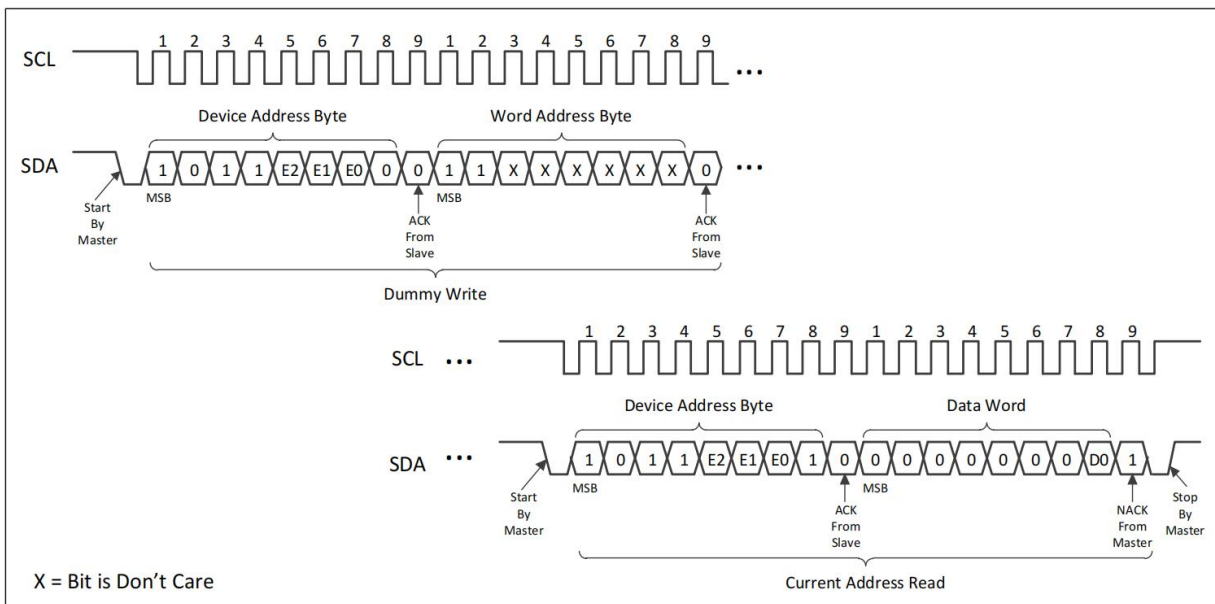 1 2 3 4 5 6 7 8 9 1 2 3 4 5 6 7 8 9
SCL ...
Device Address Byte Word Address Byte
SDA 1 0 1 1 E2 E1 E0 0 0 1 1 X X X X X X 0 ...
MSB MSB
Start By Master
ACK From Slave
ACK From Slave
Dummy Write
1 2 3 4 5 6 7 8 9 1 2 3 4 5 6 7 8 9
SCL ...
Device Address Byte Data Word
SDA ... 1 0 1 1 E2 E1 E0 1 0 0 0 0 0 0 0 0 D0 1
MSB MSB
Start By Master
ACK From Slave
NACK From Master
Stop By Master
X = Bit is Don’t Care
Current Address Read